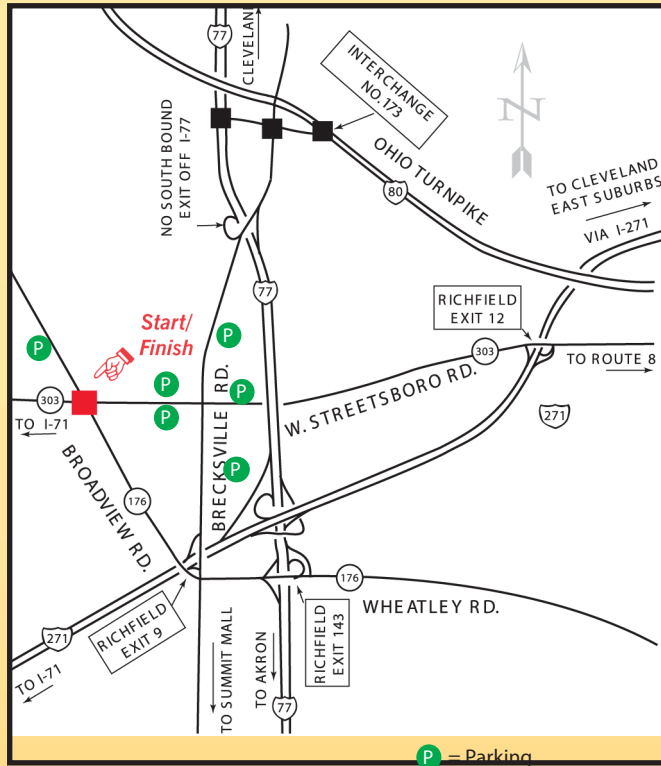 77
CLEVELAND
INTERCHANGE
NO.173
N
NO SOUTH BOUND
EXIT OFF I-77
OHIO TURNPIKE
80
TO CLEVELAND
EAST SUBURBS
VIA I-271
77
RICHFIELD
EXIT 12
Start/
Finish
P
P
P
P
P
P
303
303
TO ROUTE 8
TO I-71
W. STREETSBORO RD.
271
BRECKSVILLE RD.
BROADVIEW RD.
176
176
WHEATLEY RD.
RICHFIELD
EXIT 9
RICHFIELD
EXIT 143
271
TO I-71
TO SUMMIT MALL
TO AKRON
77
P = Parking